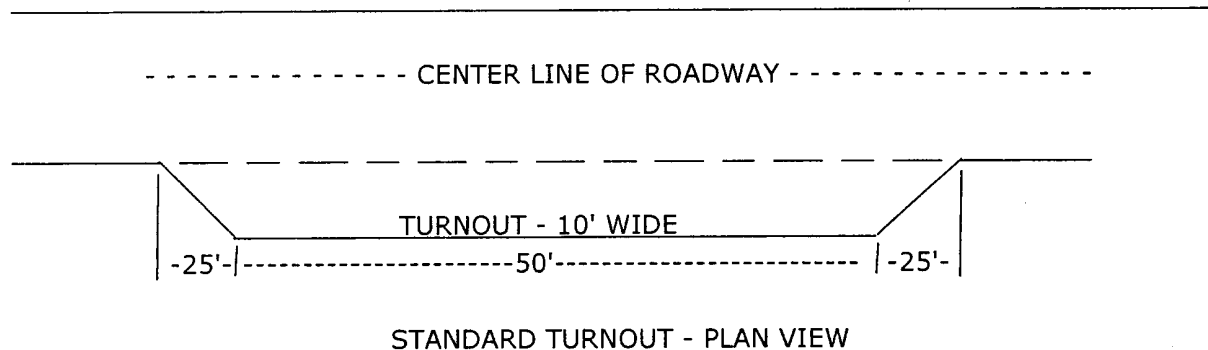 CENTER LINE OF ROADWAY
TURNOUT - 10' WIDE
-25'- 50' -25'-
STANDARD TURNOUT - PLAN VIEW